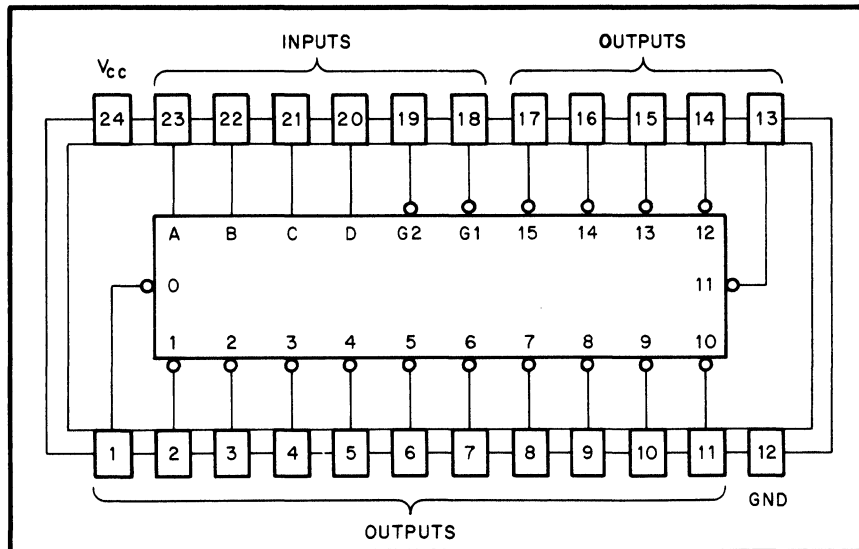 INPUTS OUTPUTS
VCC
24 23 22 21 20 19 18 17 16 15 14 13
A B C D G2 G1 15 14 13 12
0 11
1 2 3 4 5 6 7 8 9 10
1 2 3 4 5 6 7 8 9 10 11 12
GND
OUTPUTS